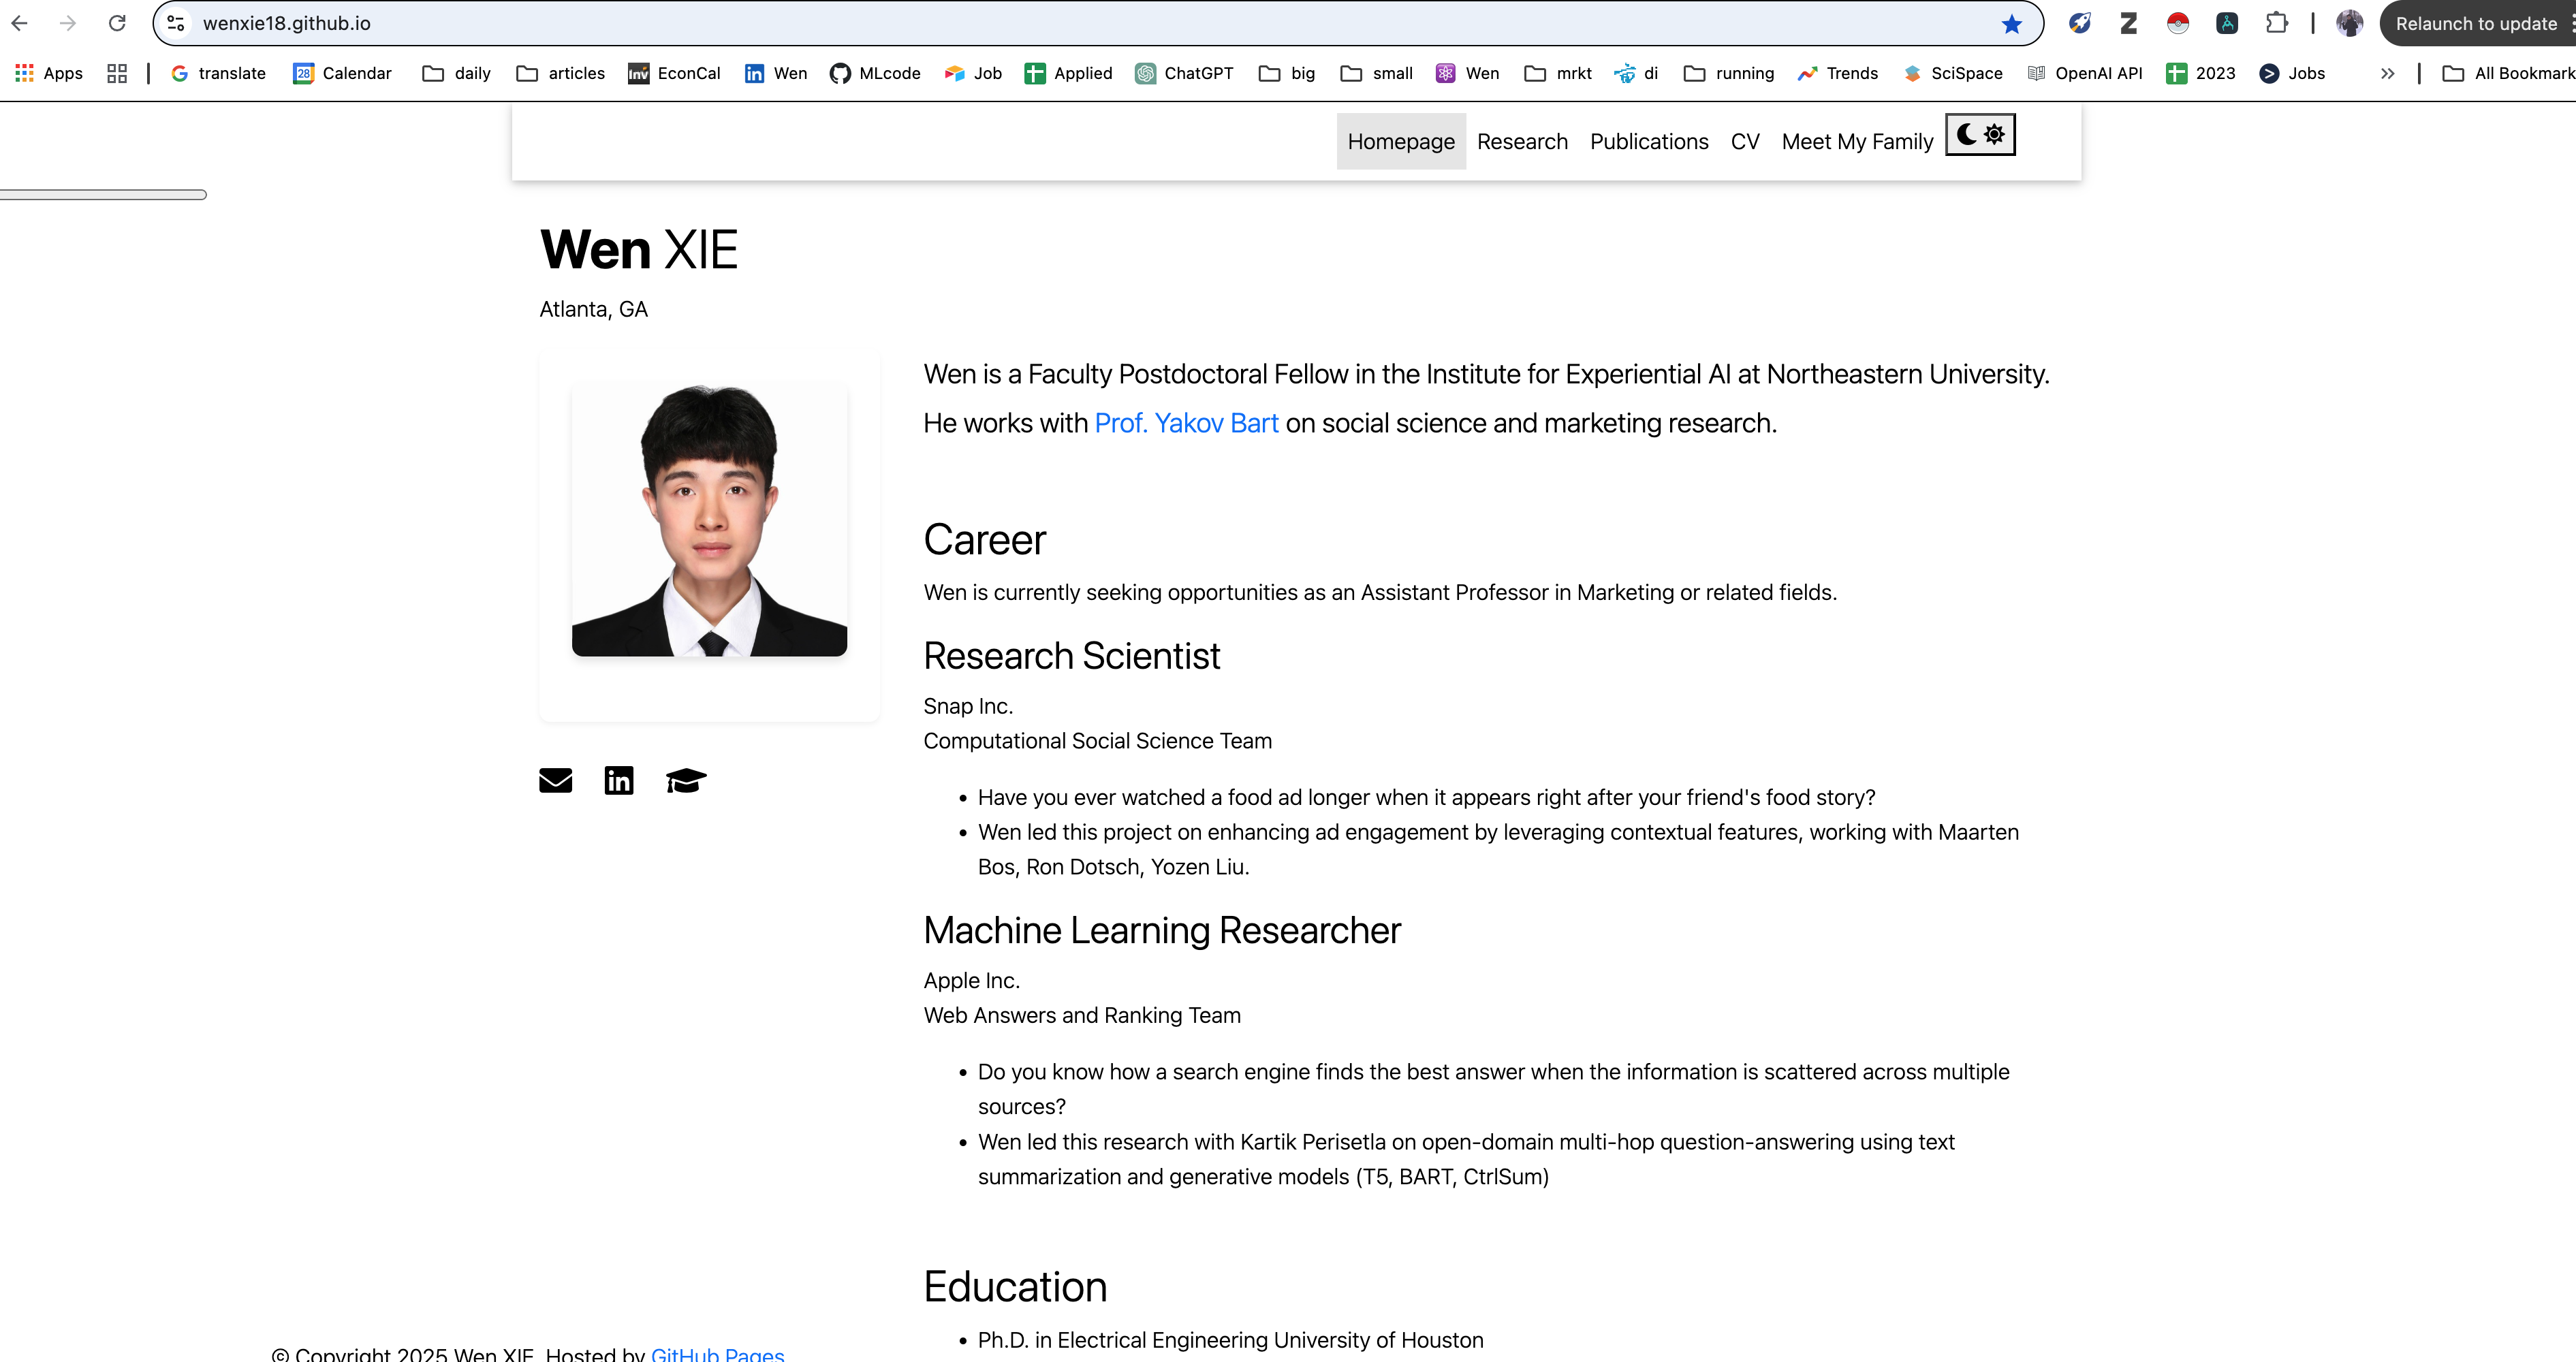 wenxie18.github.io
Relaunch to update
Apps
translate
28
Calendar
daily
articles
Inv
EconCal
in
Wen
MLcode
Job
Applied
ChatGPT
big
small
Wen
mrkt
di
running
Trends
SciSpace
OpenAI API
2023
Jobs
All Bookmark
Homepage
Research
Publications
CV
Meet My Family
Wen XIE
Atlanta, GA
Wen is a Faculty Postdoctoral Fellow in the Institute for Experiential AI at Northeastern University.
He works with Prof. Yakov Bart on social science and marketing research.
Career
Wen is currently seeking opportunities as an Assistant Professor in Marketing or related fields.
Research Scientist
Snap Inc.
Computational Social Science Team
in
• Have you ever watched a food ad longer when it appears right after your friend's food story?
• Wen led this project on enhancing ad engagement by leveraging contextual features, working with Maarten
Bos, Ron Dotsch, Yozen Liu.
Machine Learning Researcher
Apple Inc.
Web Answers and Ranking Team
• Do you know how a search engine finds the best answer when the information is scattered across multiple
sources?
• Wen led this research with Kartik Perisetla on open-domain multi-hop question-answering using text
summarization and generative models (T5, BART, CtrlSum)
Education
• Ph.D. in Electrical Engineering University of Houston
© Copyright 2025 Wen XIE. Hosted by GitHub Pages